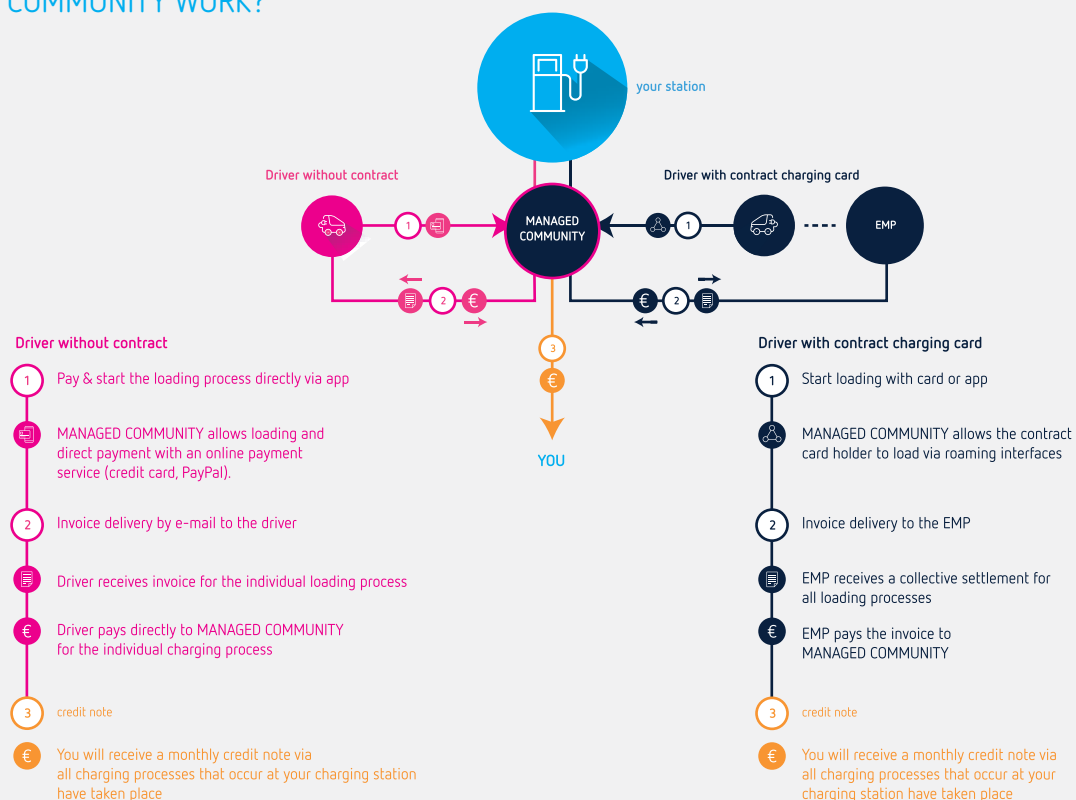 COMMUNITY WORK?
your station
Driver without contract
Driver with contract charging card
1
MANAGED
COMMUNITY
1
EMP
2
€
€
2
3
€
YOU
Driver without contract
1
Pay & start the loading process directly via app
MANAGED COMMUNITY allows loading and
direct payment with an online payment
service (credit card, PayPal).
2
Invoice delivery by e-mail to the driver
Driver receives invoice for the individual loading process
€
Driver pays directly to MANAGED COMMUNITY
for the individual charging process
3
credit note
€
You will receive a monthly credit note via
all charging processes that occur at your charging station
have taken place
Driver with contract charging card
1
Start loading with card or app
MANAGED COMMUNITY allows the contract
card holder to load via roaming interfaces
2
Invoice delivery to the EMP
EMP receives a collective settlement for
all loading processes
€
EMP pays the invoice to
MANAGED COMMUNITY
3
credit note
€
You will receive a monthly credit note via
all charging processes that occur at your
charging station have taken place